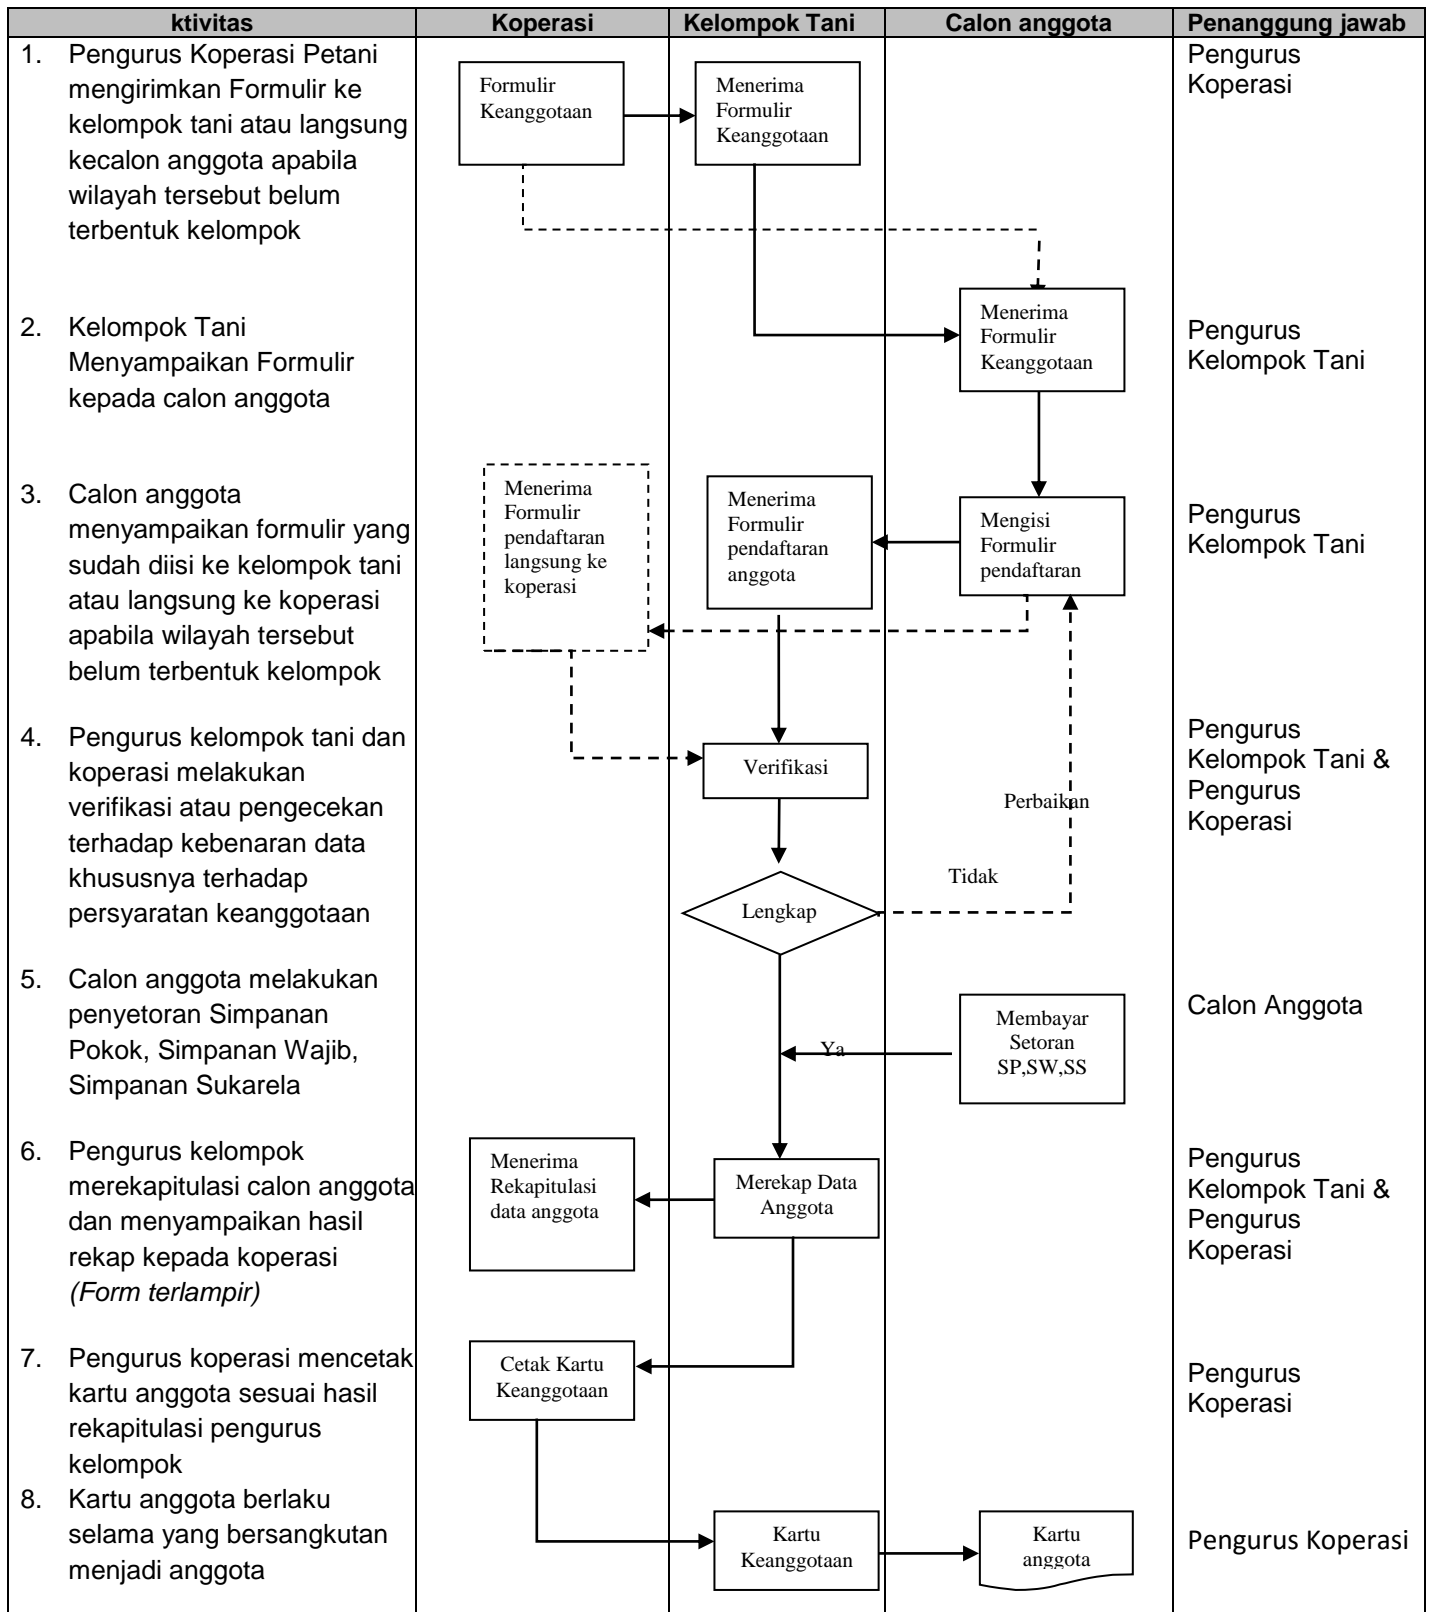 ktivitas
Koperasi
Kelompok Tani
Calon anggota
Penanggung jawab
1. Pengurus Koperasi Petani
mengirimkan Formulir ke
kelompok tani atau langsung
kecalon anggota apabila
wilayah tersebut belum
terbentuk kelompok
Formulir
Keanggotaan
Menerima
Formulir
Keanggotaan
Pengurus
Koperasi
2. Kelompok Tani
Menyampaikan Formulir
kepada calon anggota
Menerima
Formulir
Keanggotaan
Pengurus
Kelompok Tani
3. Calon anggota
menyampaikan formulir yang
sudah diisi ke kelompok tani
atau langsung ke koperasi
apabila wilayah tersebut
belum terbentuk kelompok
Menerima
Formulir
pendaftaran
langsung ke
koperasi
Menerima
Formulir
pendaftaran
anggota
Mengisi
Formulir
pendaftaran
Pengurus
Kelompok Tani
4. Pengurus kelompok tani dan
koperasi melakukan
verifikasi atau pengecekan
terhadap kebenaran data
khususnya terhadap
persyaratan keanggotaan
Verifikasi
Perbaikan
Tidak
Lengkap
Pengurus
Kelompok Tani &
Pengurus
Koperasi
5. Calon anggota melakukan
penyetoran Simpanan
Pokok, Simpanan Wajib,
Simpanan Sukarela
Ya
Membayar
Setoran
SP,SW,SS
Calon Anggota
6. Pengurus kelompok
merekapitulasi calon anggota
dan menyampaikan hasil
rekap kepada koperasi
(Form terlampir)
Menerima
Rekapitulasi
data anggota
Merekap Data
Anggota
Pengurus
Kelompok Tani &
Pengurus
Koperasi
7. Pengurus koperasi mencetak
kartu anggota sesuai hasil
rekapitulasi pengurus
kelompok
Cetak Kartu
Keanggotaan
Pengurus
Koperasi
8. Kartu anggota berlaku
selama yang bersangkutan
menjadi anggota
Kartu
Keanggotaan
Kartu
anggota
Pengurus Koperasi